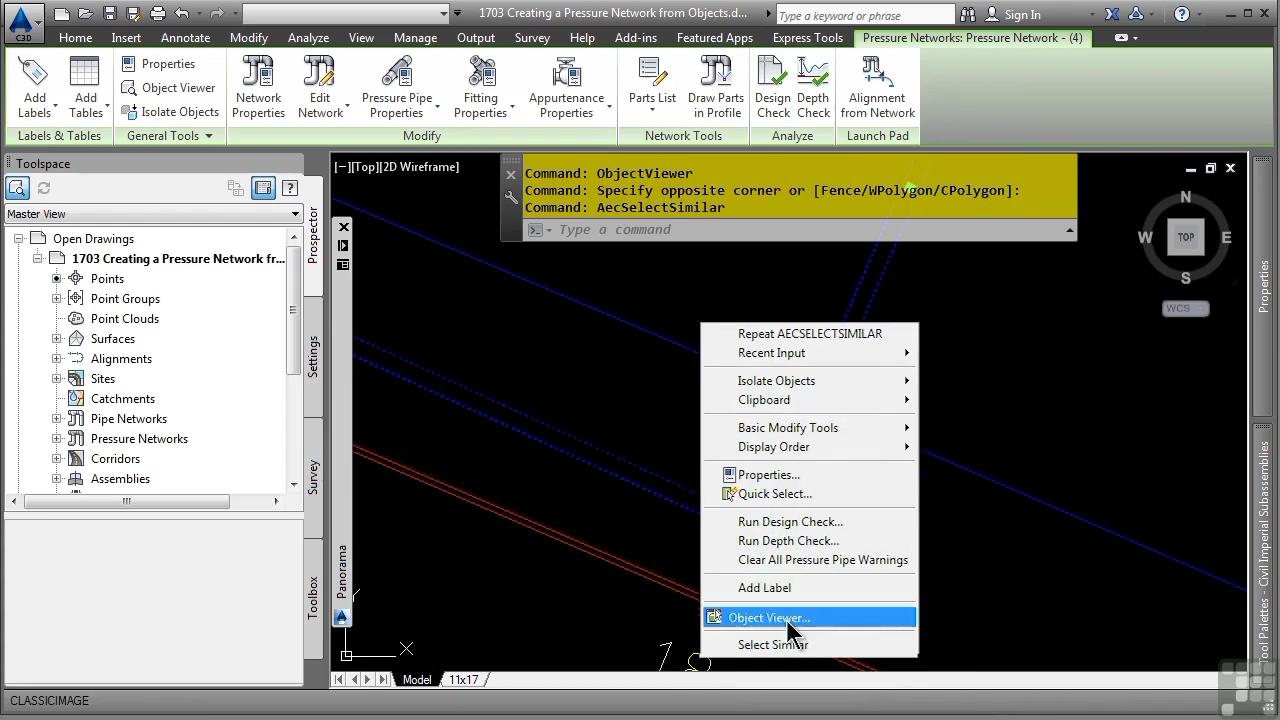 1703 Creating a Pressure Network from Objects.d...
Type a keyword or phrase
Sign In
C3D
Home
Insert
Annotate
Modify
Analyze
View
Manage
Output
Survey
Help
Add-ins
Featured Apps
Express Tools
Pressure Networks: Pressure Network - (4)
Add Labels
Add Tables
Properties
Object Viewer
Isolate Objects
Network Properties
Edit Network
Pressure Pipe Properties
Fitting Properties
Appurtenance Properties
Parts List
Draw Parts in Profile
Design Check
Depth Check
Alignment from Network
Labels & Tables
General Tools
Modify
Network Tools
Analyze
Launch Pad
Toolspace
Master View
Open Drawings
1703 Creating a Pressure Network fr...
Points
Point Groups
Point Clouds
Surfaces
Alignments
Sites
Catchments
Pipe Networks
Pressure Networks
Corridors
Assemblies
Prospector
Settings
Survey
Toolbox
Panorama
[−][Top][2D Wireframe]
Command: ObjectViewer
Command: Specify opposite corner or [Fence/WPolygon/CPolygon]:
Command: AecSelectSimilar
Type a command
N
W
TOP
E
S
WCS
Repeat AECSELECTSIMILAR
Recent Input
Isolate Objects
Clipboard
Basic Modify Tools
Display Order
Properties...
Quick Select...
Run Design Check...
Run Depth Check...
Clear All Pressure Pipe Warnings
Add Label
Object Viewer...
Select Similar
Properties
Tool Palettes - Civil Imperial Subassemblies
Y
X
18
Model
11x17
CLASSICIMAGE